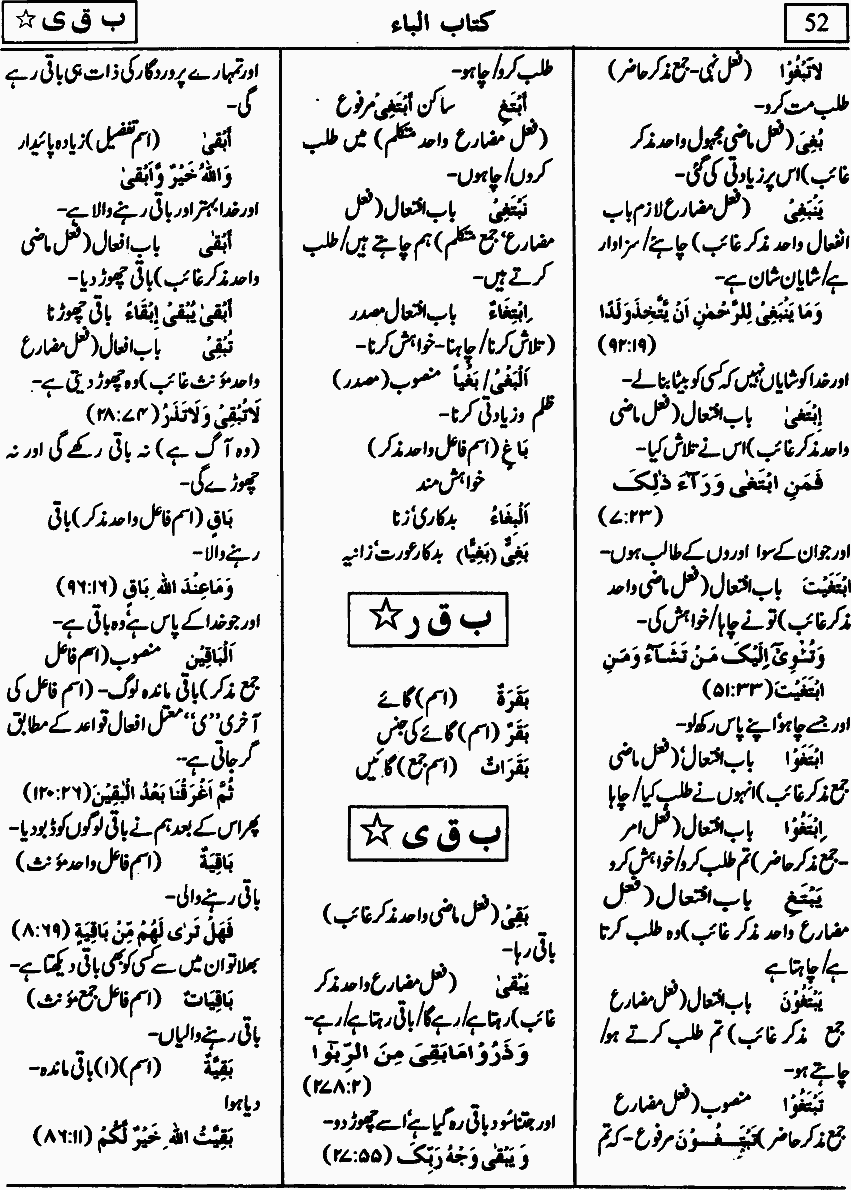 52
کتاب الباء
ب ق ی ☆
لَاتَبْغُوْا (فعل نہی-جمع مذکر حاضر)
طلب مت کرو-
بُغِیَ (فعل ماضی مجہول واحد مذکر
غائب) اس پر زیادتی کی گئی-
یَنْبَغِیْ (فعل مضارع لازم باب
انفعال واحد مذکر غائب) چاہئے/سزاوار
ہے/شایان شان ہے-
وَمَا یَنْبَغِیْ لِلرَّحْمٰنِ اَنْ یَّتَّخِذَ وَلَدًا
(۹۲:۱۹)
اور خدا کو شایاں نہیں کہ کسی کو بیٹا بنالے-
اِبْتَغیٰ باب افتعال (فعل ماضی
واحد مذکر غائب) اس نے تلاش کیا-
فَمَنِ ابْتَغٰی وَرَآءَ ذٰلِکَ
(۷:۲۳)
اور جو ان کے سوا اوروں کے طالب ہوں-
ابْتَغَیْتَ باب افتعال (فعل ماضی واحد
مذکر غائب) تونے چاہا/خواہش کی-
وَتُئْوِیْٓ اِلَیْکَ مَنْ تَشَآءُ وَمَنِ
ابْتَغَیْتَ (۵۱:۳۳)
اور جسے چاہو اپنے پاس رکھ لو-
ابْتَغَوْا باب افتعال (فعل ماضی
جمع مذکر غائب) انہوں نے طلب کیا/چاہا
اِبْتَغُوْا باب افتعال (فعل امر
-جمع مذکر حاضر) تم طلب کرو/خواہش کرو
یَبْتَغِ باب افتعال (فعل
مضارع واحد مذکر غائب) وہ طلب کرتا
ہے/چاہتا ہے
یَبْتَغُوْنَ باب افتعال (فعل مضارع
جمع مذکر غائب) تم طلب کرتے ہو/
چاہتے ہو-
تَبْتَغُوْا منصوب (فعل مضارع
جمع مذکر حاضر) تَبْتَغُوْنَ مرفوع-کہ تم
طلب کرو/چاہو-
أَبْتَغِ ساکن أَبْتَغِیْ مرفوع
(فعل مضارع واحد متکلم) میں طلب
کروں/چاہوں-
نَبْتَغِیْ باب افتعال (فعل
مضارع، جمع متکلم) ہم چاہتے ہیں/طلب
کرتے ہیں-
اِبْتِغَاءً باب افتعال مصدر
(تلاش کرنا/چاہنا-خواہش کرنا-
اَلْبَغْیُ/بَغْیاً منصوب (مصدر)
ظلم وزیادتی کرنا-
بَاغٍ (اسم فاعل واحد مذکر)
خواہش مند
اَلْبِغَاءُ بدکاری، زنا
بَغِیٌّ (بَغِیًّا) بدکار عورت، زانیہ
ب ق ر ☆
بَقَرَةٌ (اسم) گائے
بَقَرٌ (اسم) گائے کی جنس
بَقَرَاتٌ (اسم جمع) گائیں
ب ق ی ☆
بَقِیَ (فعل ماضی واحد مذکر غائب)
باقی رہا-
یَبْقیٰ (فعل مضارع واحد مذکر
غائب) رہتا ہے/رہے گا/باقی رہتا ہے/رہے-
وَذَرُوْا مَابَقِیَ مِنَ الرِّبٰوا
(۲۷۸:۲)
اور جتنا سود باقی رہ گیا ہے اسے چھوڑ دو-
وَ یَبْقٰی وَجْهُ رَبِّکَ (۲۷:۵۵)
اور تمہارے پروردگار کی ذات ہی باقی رہے
گی-
أَبْقیٰ (اسم تفضیل) زیادہ پائیدار
وَاللّٰهُ خَیْرٌ وَّاَبْقیٰ
اور خدا بہتر اور باقی رہنے والا ہے-
أَبْقٰی باب افعال (فعل ماضی
واحد مذکر غائب) باقی چھوڑ دیا-
أَبْقیٰ یُبْقِیْ اِبْقَاءً باقی چھوڑنا
تُبْقِیْ باب افعال (فعل مضارع
واحد مؤنث غائب) وہ چھوڑ دیتی ہے-
لَاتُبْقِیْ وَلَا تَذَرُ (۲۸:۷۴)
(وہ آگ ہے) نہ باقی رکھے گی اور نہ
چھوڑے گی-
بَاقٍ (اسم فاعل واحد مذکر) باقی
رہنے والا-
وَمَاعِنْدَ اللّٰهِ بَاقٍ (۹۶:۱۶)
اور جو خدا کے پاس ہے وہ باقی ہے-
اَلْبَاقِیْن منصوب (اسم فاعل
جمع مذکر) باقی ماندہ لوگ-(اسم فاعل کی
آخری "ی" معتل افعال قواعد کے مطابق
گر جاتی ہے-
ثُمَّ اَغْرَقْنَا بَعْدُ الْبٰقِیْنَ (۱۲۰:۲۶)
پھر اس کے بعد ہم نے باقی لوگوں کو ڈبو دیا-
بَاقِیَةٌ (اسم فاعل واحد مؤنث)
باقی رہنے والی-
فَهَلْ تَرٰی لَهُمْ مِّنْ بَاقِیَةٍ (۸:۶۹)
بھلا تو ان میں سے کسی کو بھی باقی دیکھتا ہے-
بَاقِیَاتٌ (اسم فاعل جمع مؤنث)
باقی رہنے والیاں-
بَقِیَّةٌ (اسم) (۱) باقی ماندہ-
دیا ہوا
بَقِیَّتُ اللّٰهِ خَیْرٌ لَّکُمْ (۸۶:۱۱)